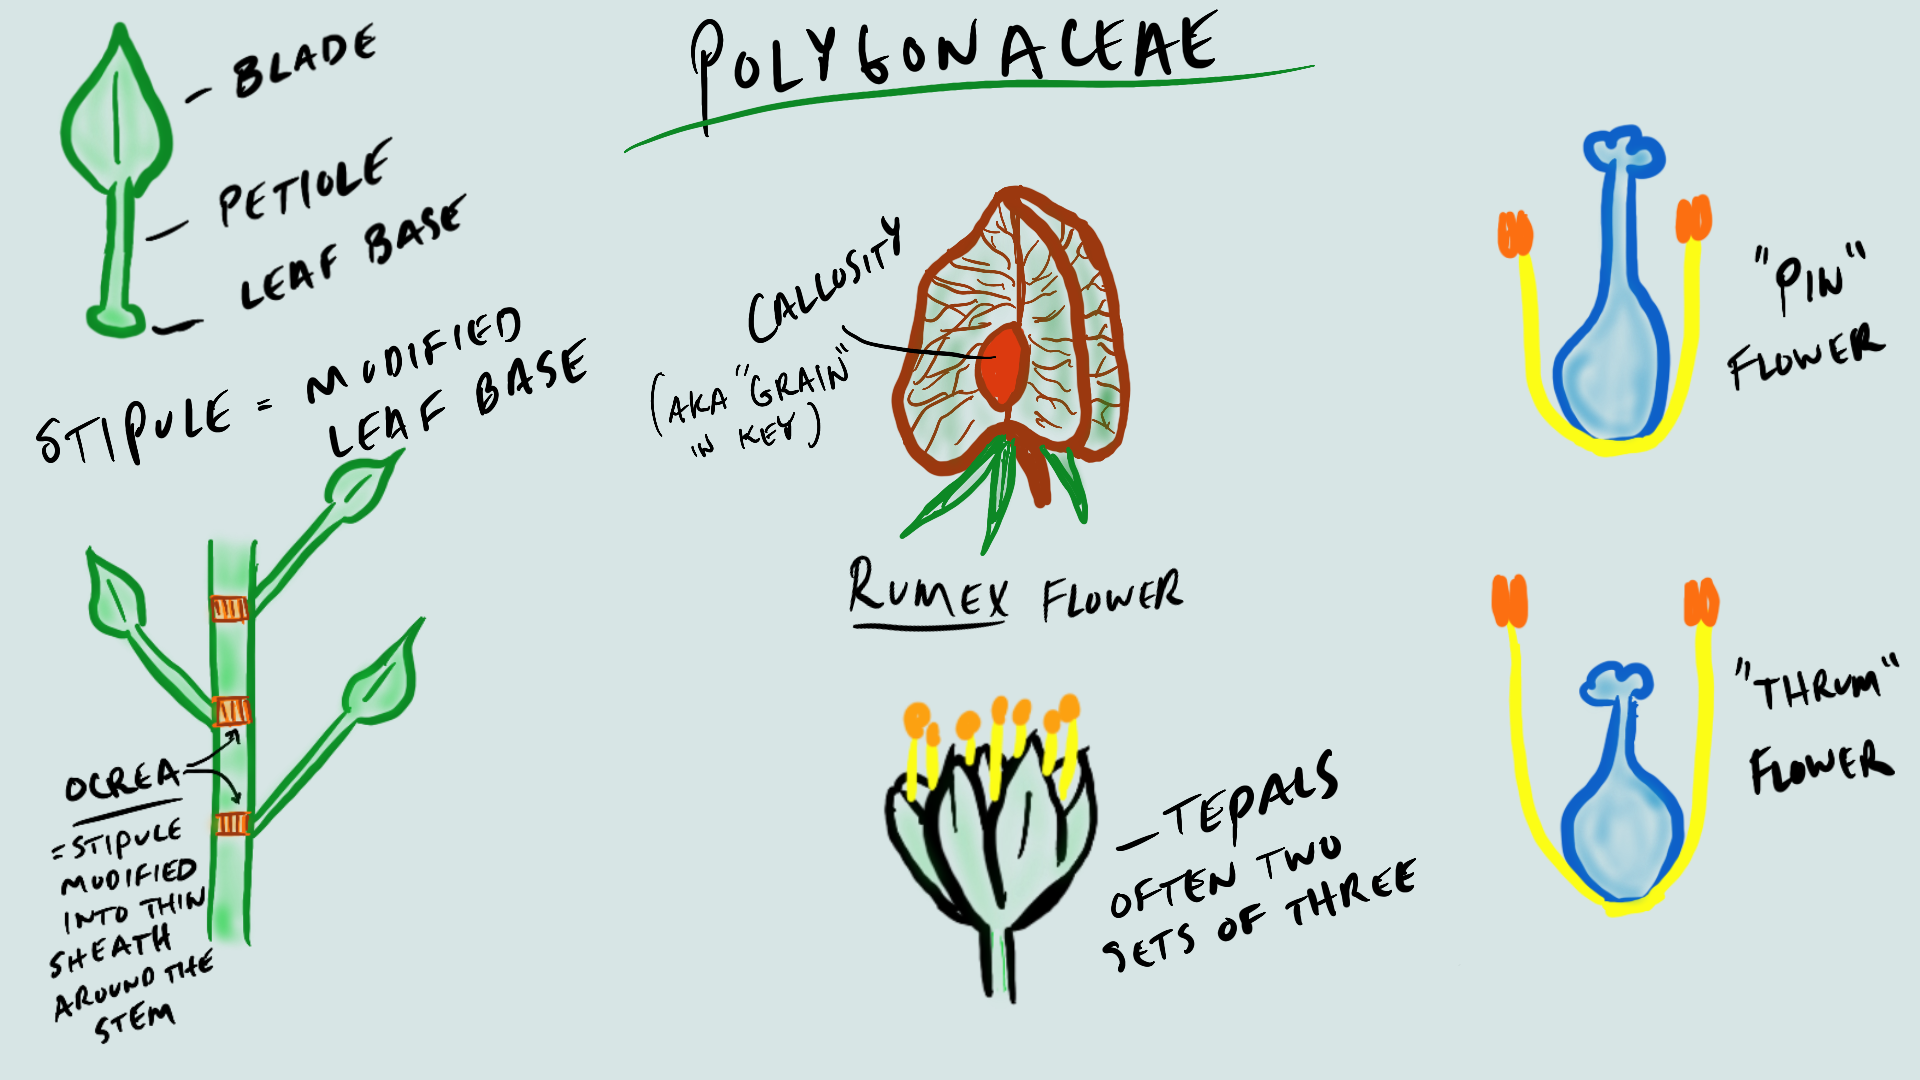 POLYGONACEAE
BLADE
PETIOLE
LEAF BASE
STIPULE = MODIFIED
LEAF BASE
OCREA
= STIPULE
MODIFIED
INTO THIN
SHEATH
AROUND THE
STEM
CALLOSITY
(AKA "GRAIN"
IN KEY)
RUMEX FLOWER
TEPALS
OFTEN TWO
SETS OF THREE
"PIN"
FLOWER
"THRUM"
FLOWER